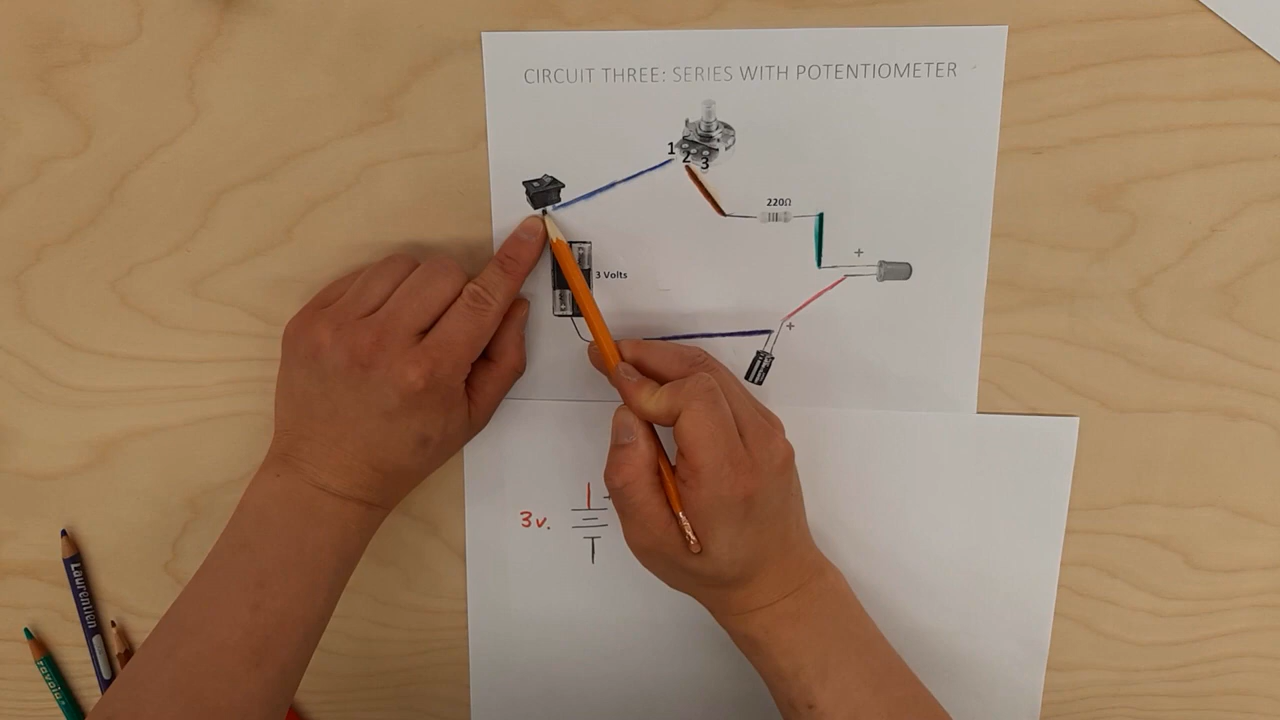 CIRCUIT THREE: SERIES WITH POTENTIOMETER
1
2
3
220Ω
+
3 Volts
+
3v.
+
Laurentien